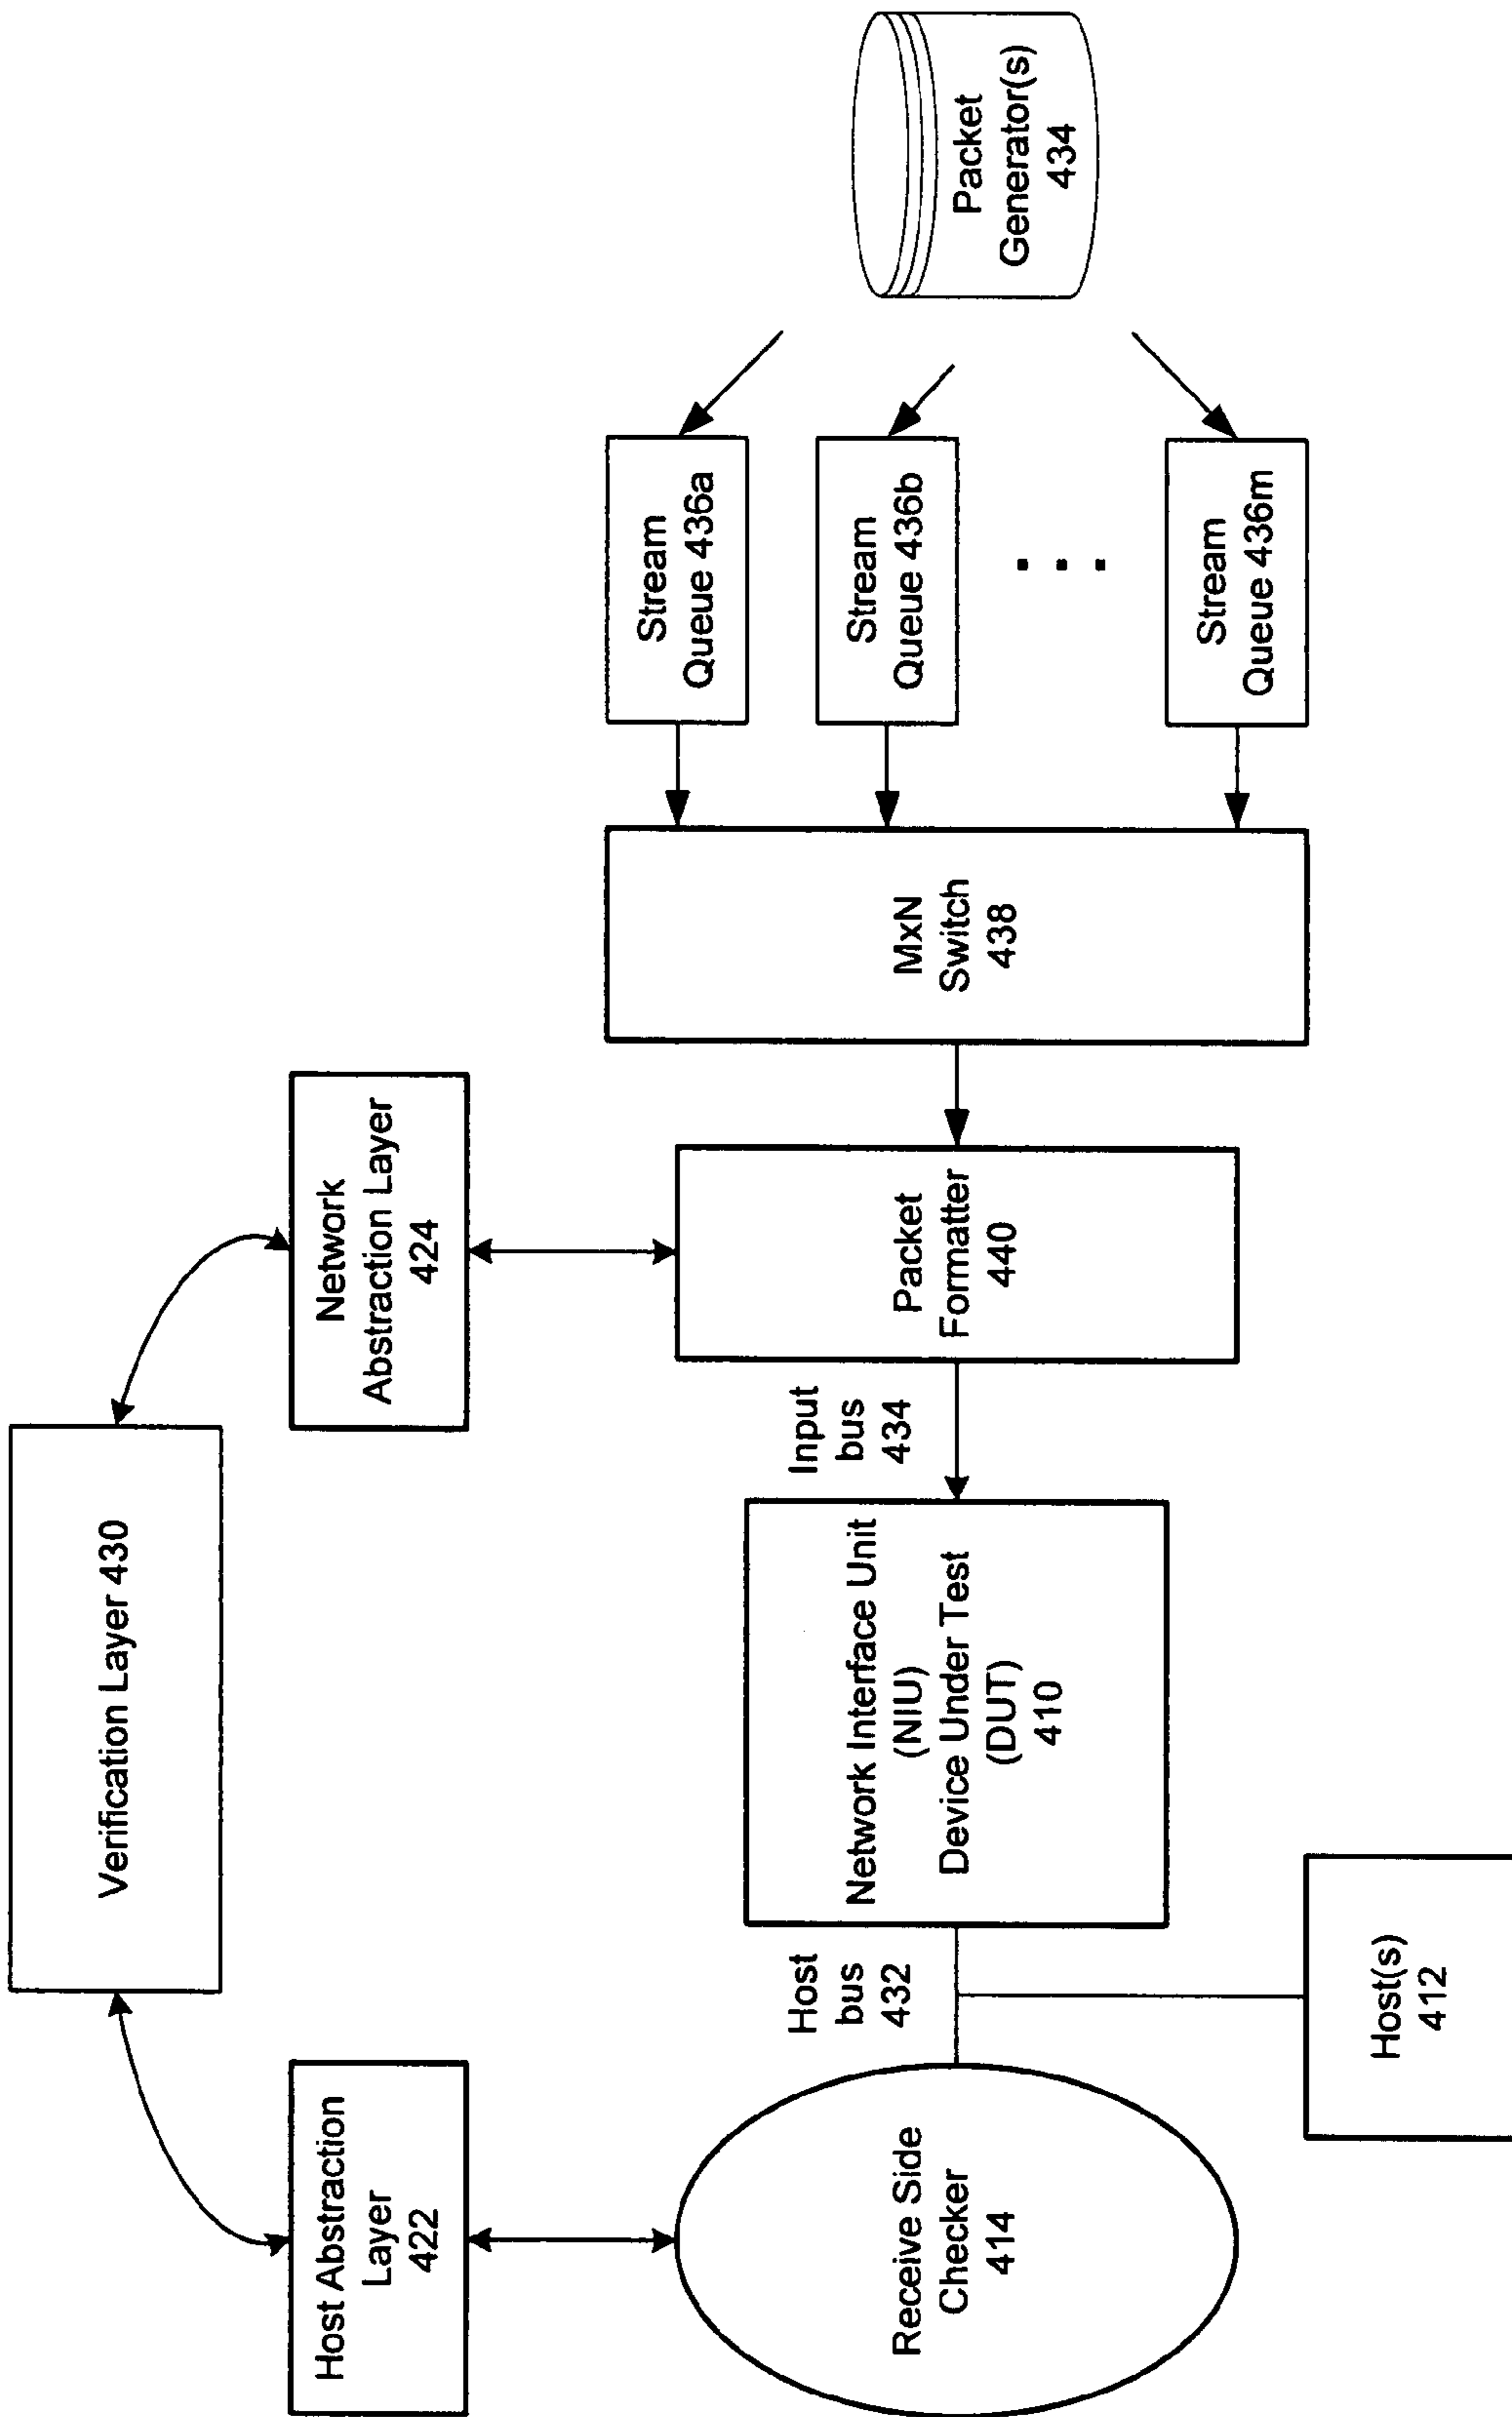 Verification Layer 430
Host Abstraction
Layer
422
Network
Abstraction Layer
424
Receive Side
Checker
414
Host
bus
432
Host(s)
412
Network Interface Unit
(NIU)
Device Under Test
(DUT)
410
Input
bus
434
Packet
Formatter
440
MxN
Switch
438
Stream
Queue 436a
Stream
Queue 436b
Stream
Queue 436m
Packet
Generator(s)
434